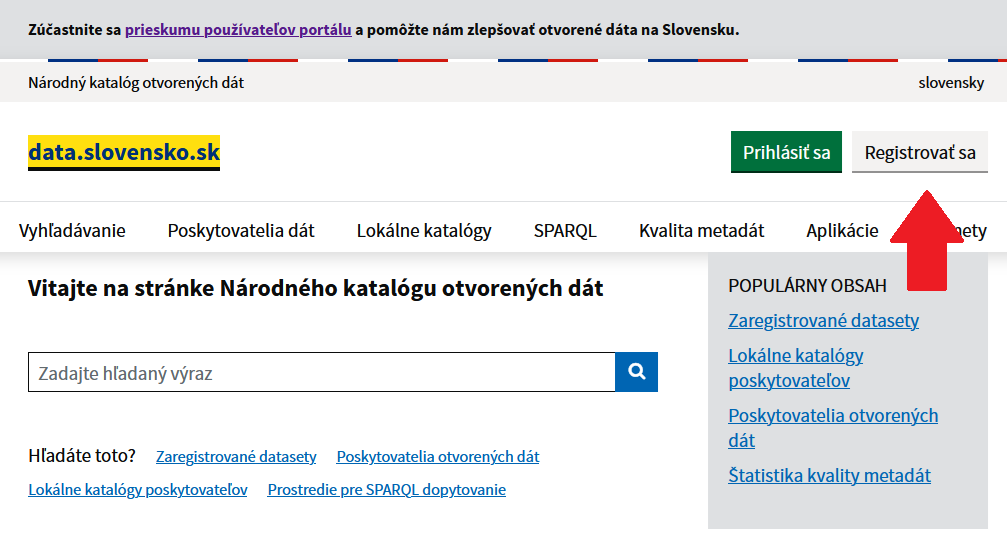 Zúčastnite sa prieskumu používateľov portálu a pomôžte nám zlepšovať otvorené dáta na Slovensku.
Národný katalóg otvorených dát slovensky
data.slovensko.sk Prihlásiť sa Registrovať sa
Vyhľadávanie Poskytovatelia dát Lokálne katalógy SPARQL Kvalita metadát Aplikácie
Vitajte na stránke Národného katalógu otvorených dát
Zadajte hľadaný výraz
Hľadáte toto? Zaregistrované datasety Poskytovatelia otvorených dát
Lokálne katalógy poskytovateľov Prostredie pre SPARQL dopytovanie
POPULÁRNY OBSAH
Zaregistrované datasety
Lokálne katalógy
poskytovateľov
Poskytovatelia otvorených
dát
Štatistika kvality metadát